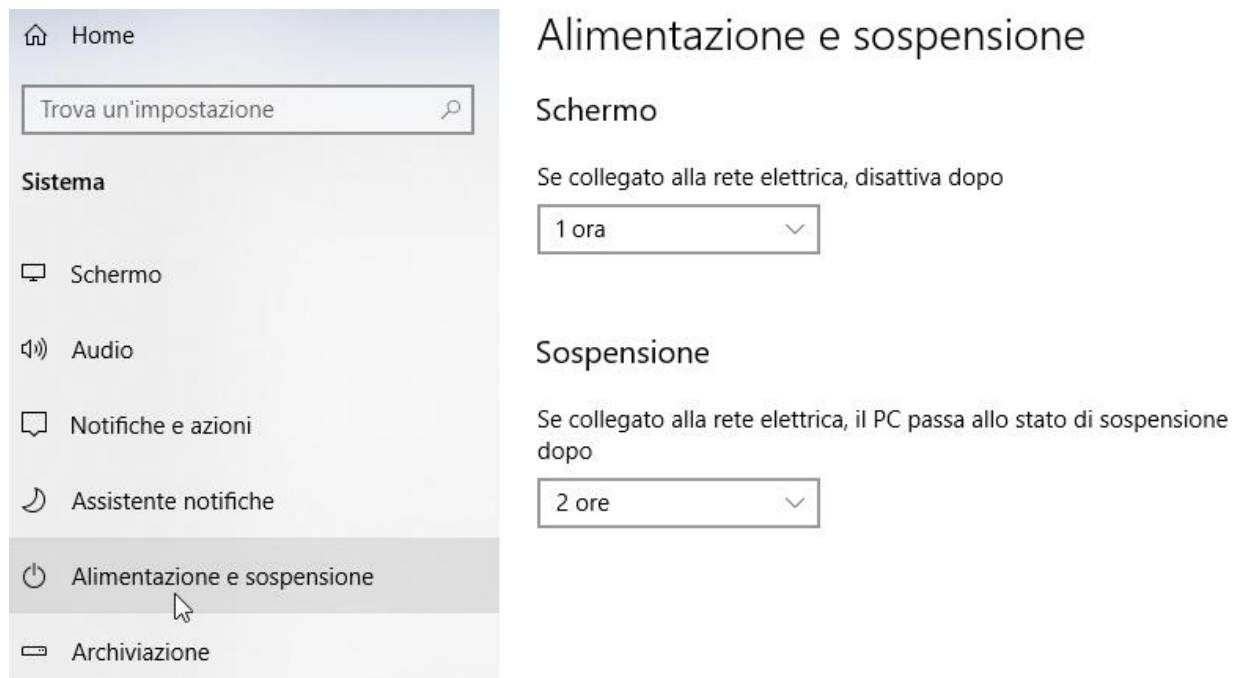 Home
Trova un'impostazione
Sistema
Schermo
Audio
Notifiche e azioni
Assistente notifiche
Alimentazione e sospensione
Archiviazione
Alimentazione e sospensione
Schermo
Se collegato alla rete elettrica, disattiva dopo
1 ora
Sospensione
Se collegato alla rete elettrica, il PC passa allo stato di sospensione
dopo
2 ore